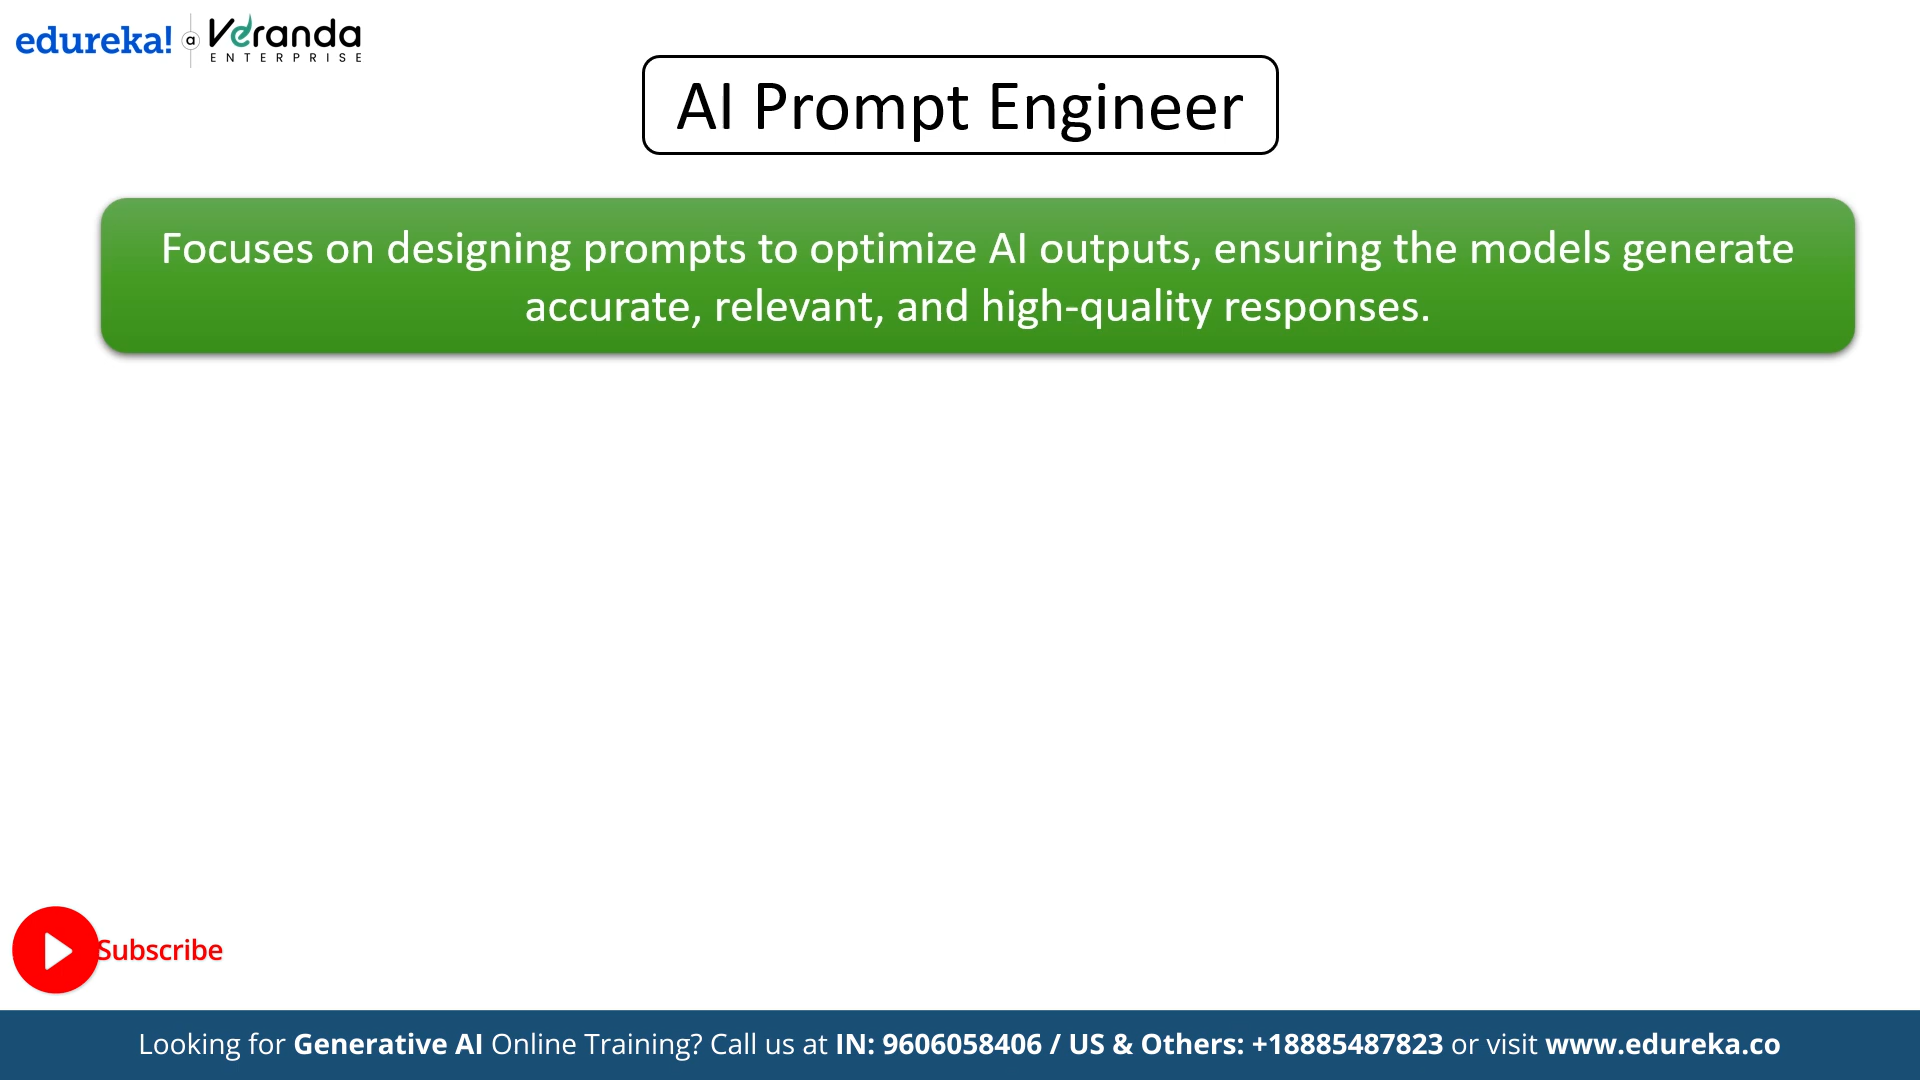 edureka! a Veranda
ENTERPRISE
AI Prompt Engineer
Focuses on designing prompts to optimize AI outputs, ensuring the models generate
accurate, relevant, and high-quality responses.
Subscribe
Looking for Generative AI Online Training? Call us at IN: 9606058406 / US & Others: +18885487823 or visit www.edureka.co